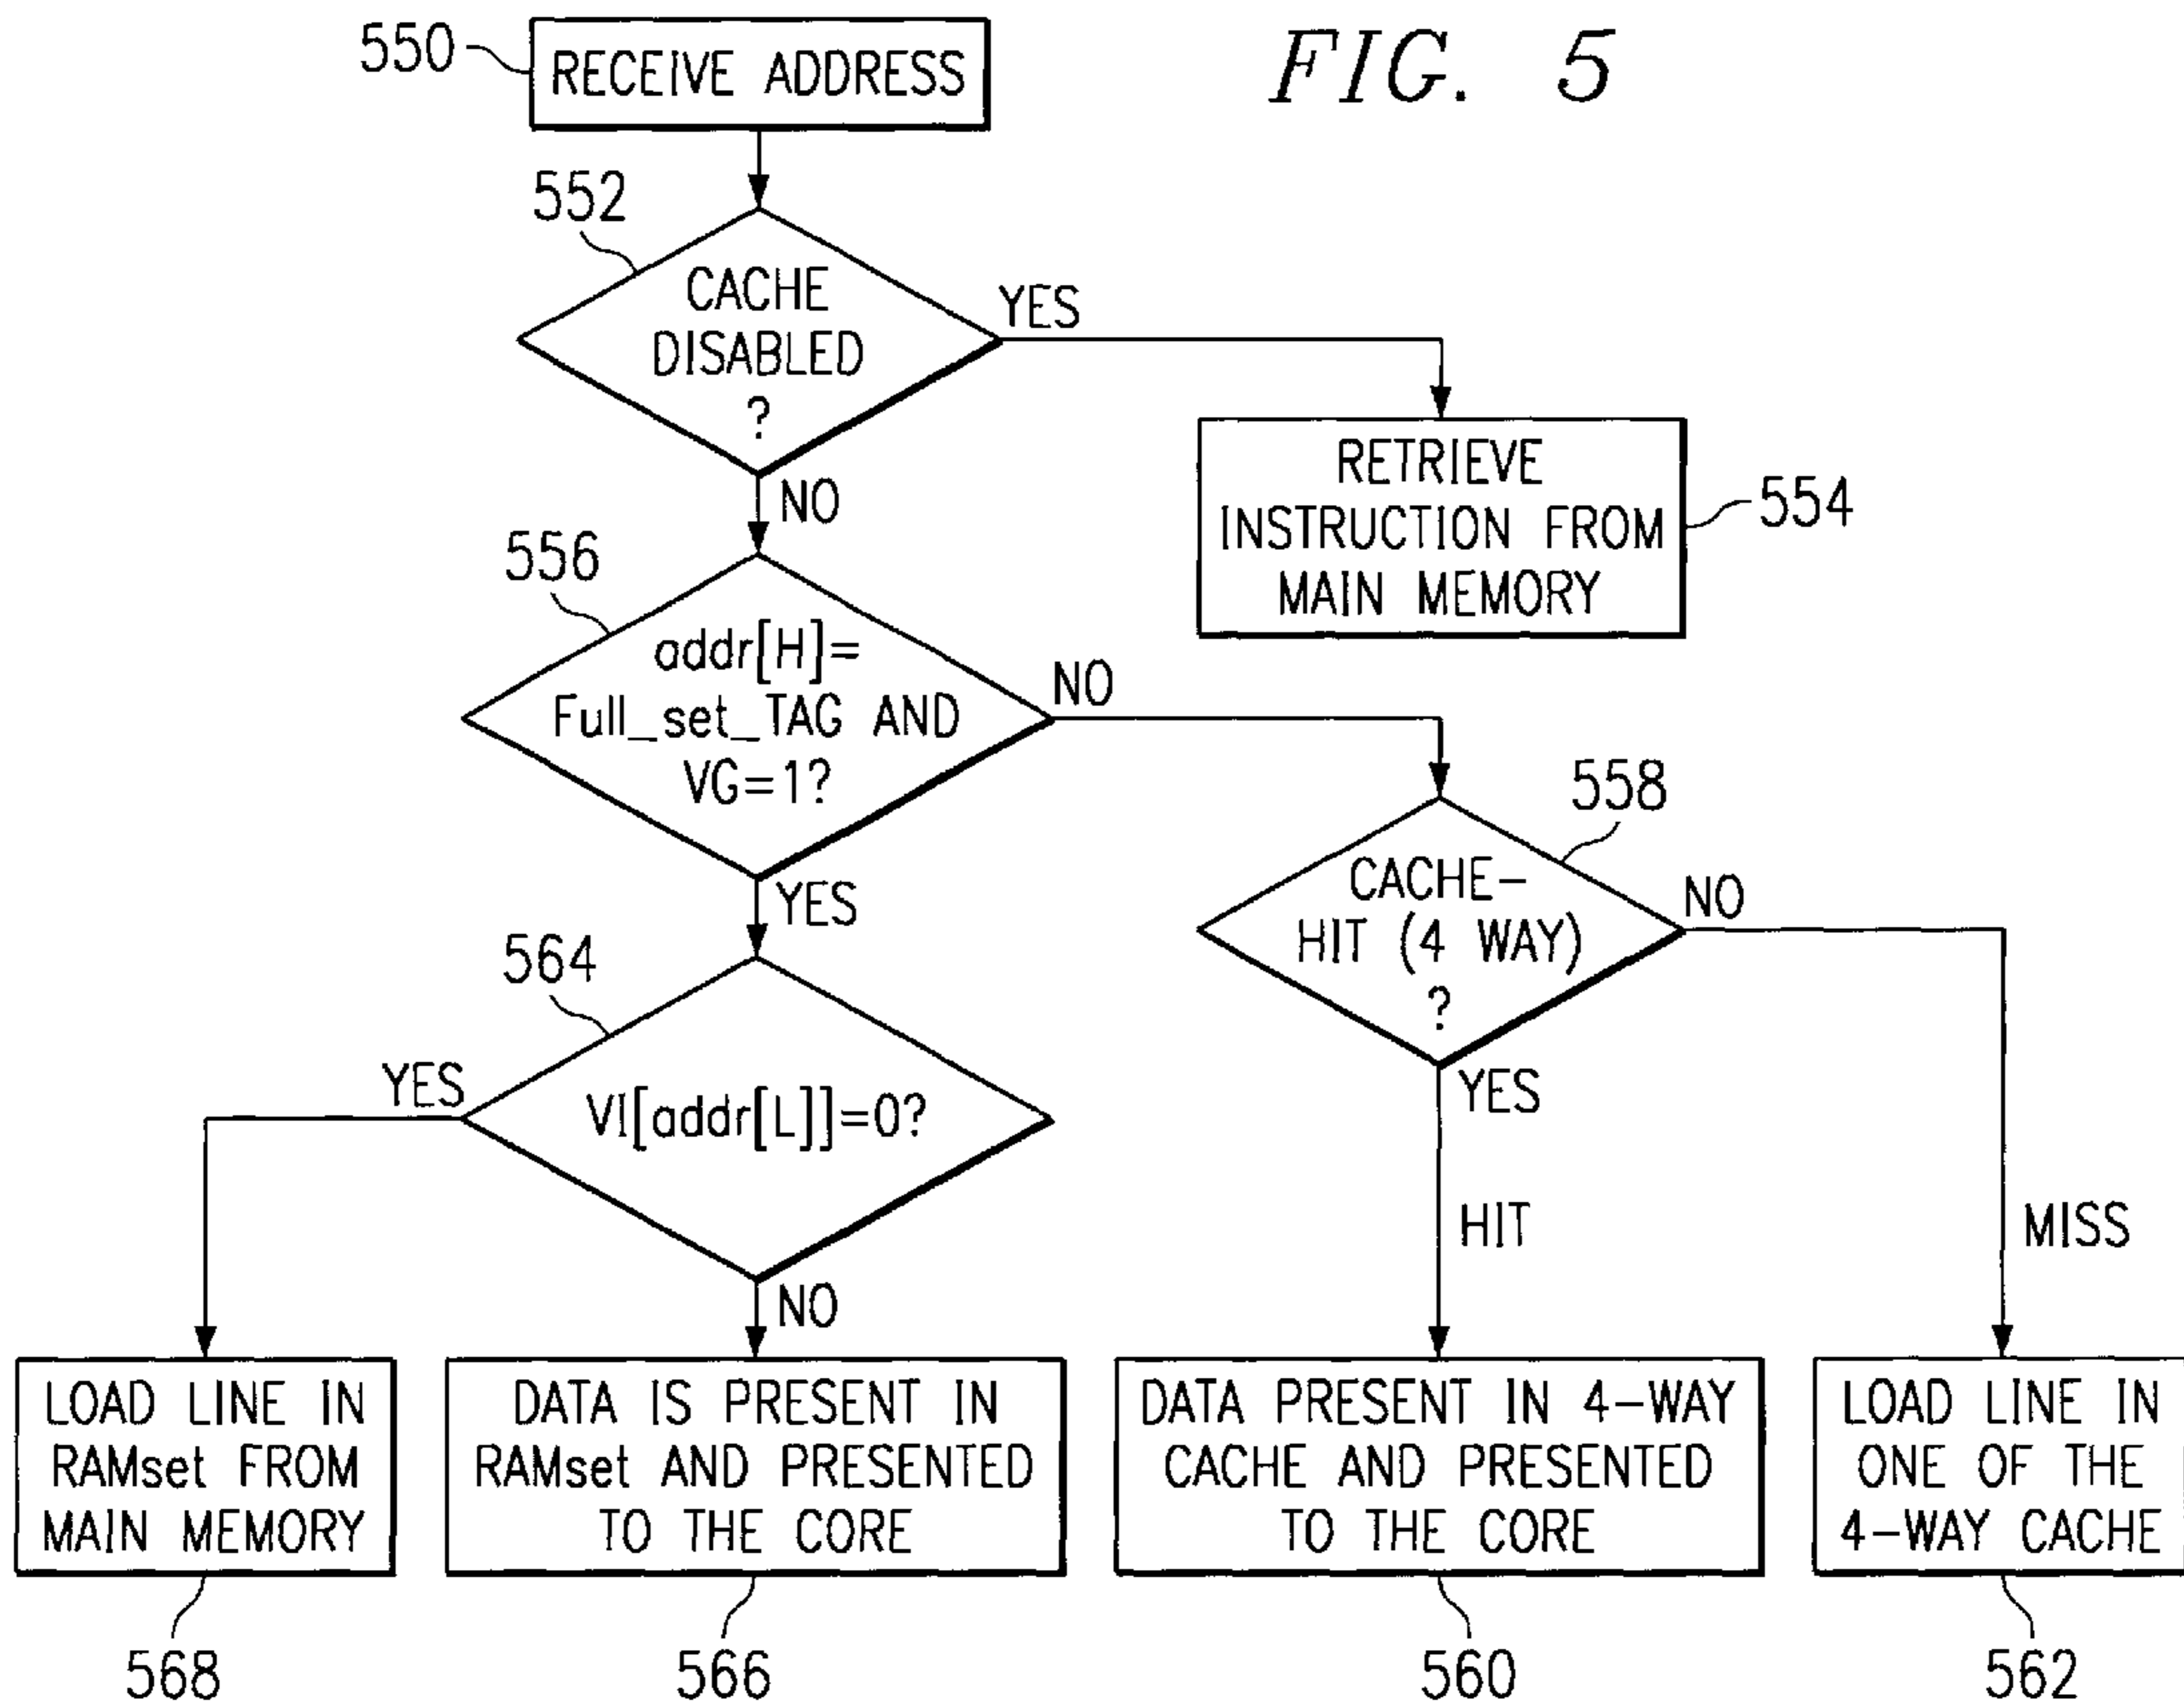 FIG. 5
550
RECEIVE ADDRESS
552
CACHE
DISABLED
?
YES
NO
RETRIEVE
INSTRUCTION FROM
MAIN MEMORY
554
556
addr[H]=
Full_set_TAG AND
VG=1?
NO
YES
558
CACHE-
HIT (4 WAY)
?
NO
YES
HIT
MISS
564
VI[addr[L]]=0?
YES
NO
LOAD LINE IN
RAMset FROM
MAIN MEMORY
568
DATA IS PRESENT IN
RAMset AND PRESENTED
TO THE CORE
566
DATA PRESENT IN 4-WAY
CACHE AND PRESENTED
TO THE CORE
560
LOAD LINE IN
ONE OF THE
4-WAY CACHE
562